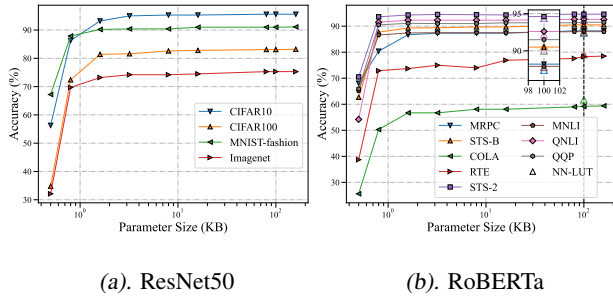 90
80
70
60
50
40
30
Accuracy (%)
10⁰
10¹
10²
Parameter Size (KB)
CIFAR10
CIFAR100
MNIST-fashion
Imagenet
(a). ResNet50
90
80
70
60
50
40
30
Accuracy (%)
10⁰
10¹
10²
Parameter Size (KB)
95
90
98 100 102
MRPC
STS-B
COLA
RTE
STS-2
MNLI
QNLI
QQP
NN-LUT
(b). RoBERTa